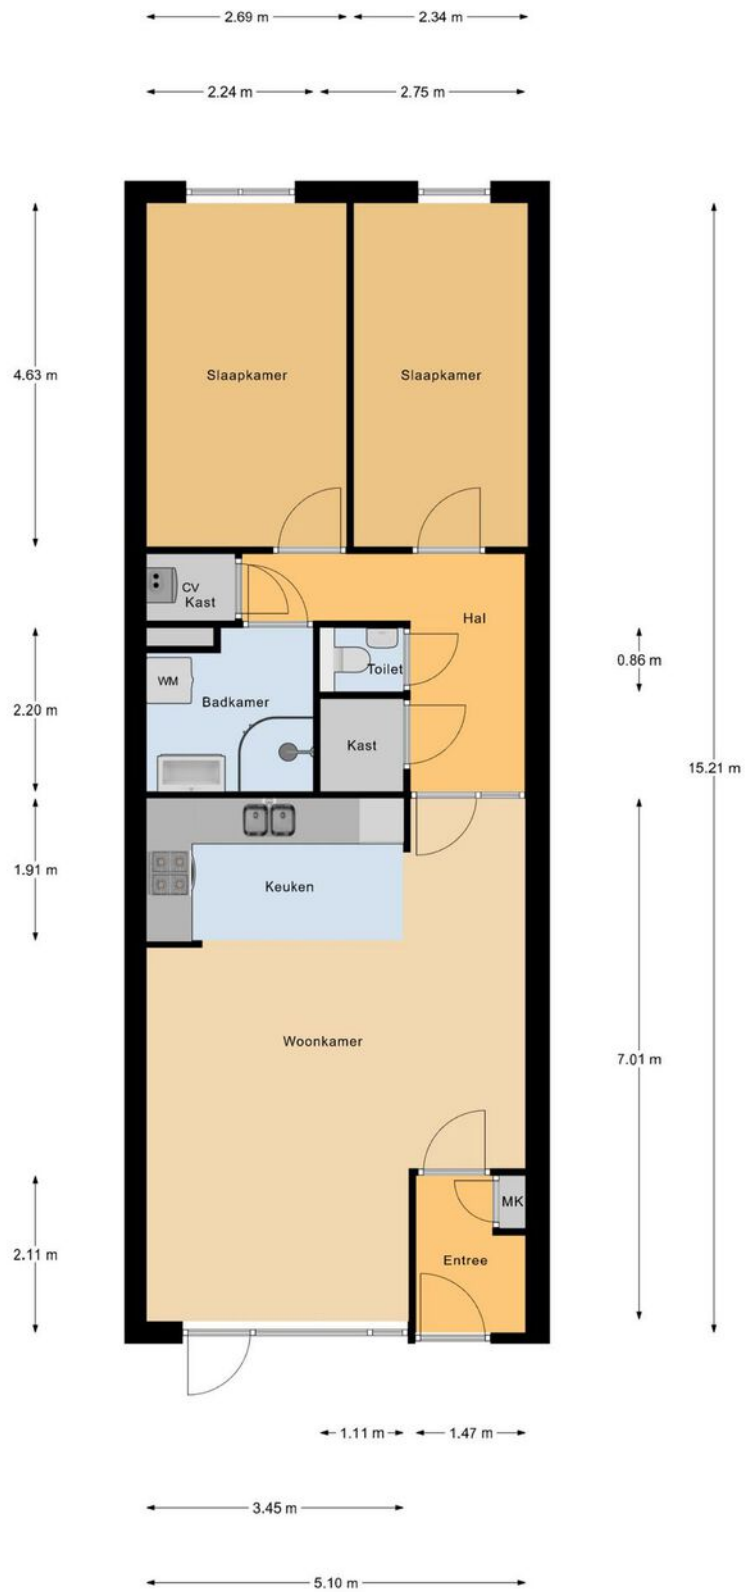 2.69 m
2.34 m
2.24 m
2.75 m
4.63 m
Slaapkamer
Slaapkamer
CV
Kast
Hal
Toilet
0.86 m
WM
Badkamer
2.20 m
Kast
15.21 m
1.91 m
Keuken
Woonkamer
7.01 m
MK
2.11 m
Entree
1.11 m
1.47 m
3.45 m
5.10 m